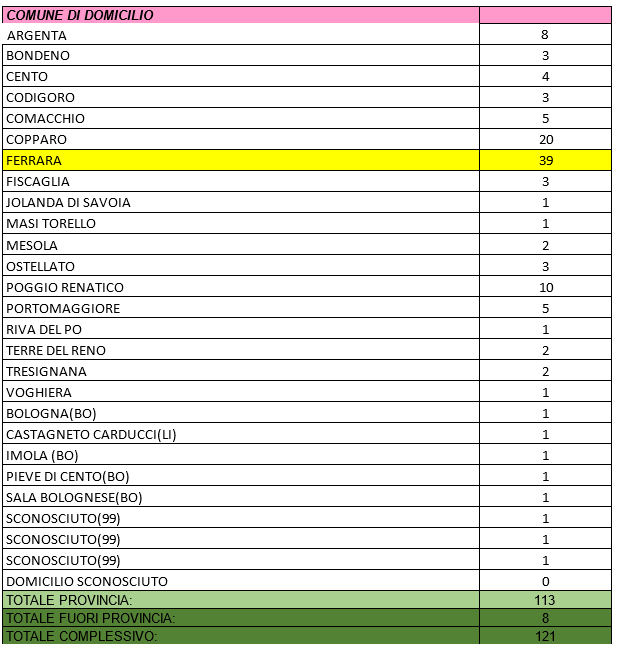 COMUNE DI DOMICILIO
ARGENTA 8
BONDENO 3
CENTO 4
CODIGORO 3
COMACCHIO 5
COPPARO 20
FERRARA 39
FISCAGLIA 3
JOLANDA DI SAVOIA 1
MASI TORELLO 1
MESOLA 2
OSTELLATO 3
POGGIO RENATICO 10
PORTOMAGGIORE 5
RIVA DEL PO 1
TERRE DEL RENO 2
TRESIGNANA 2
VOGHIERA 1
BOLOGNA(BO) 1
CASTAGNETO CARDUCCI(LI) 1
IMOLA (BO) 1
PIEVE DI CENTO(BO) 1
SALA BOLOGNESE(BO) 1
SCONOSCIUTO(99) 1
SCONOSCIUTO(99) 1
SCONOSCIUTO(99) 1
DOMICILIO SCONOSCIUTO 0
TOTALE PROVINCIA: 113
TOTALE FUORI PROVINCIA: 8
TOTALE COMPLESSIVO: 121